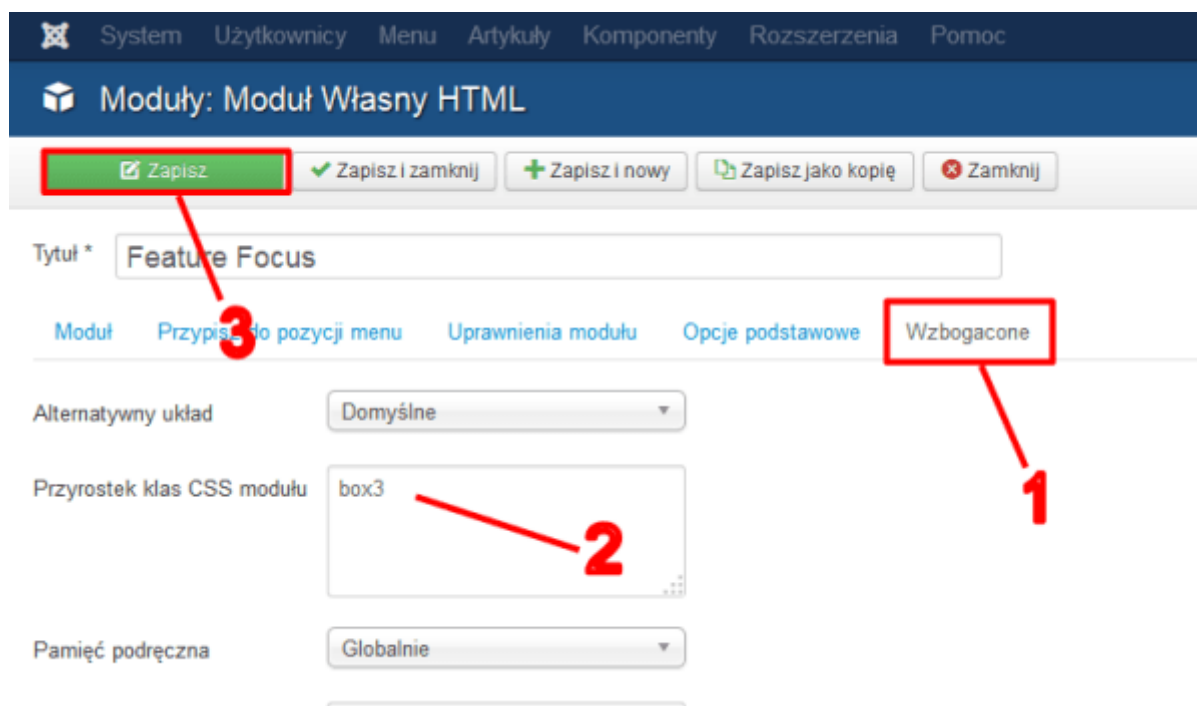 System Użytkownicy Menu Artykuły Komponenty Rozszerzenia Pomoc
Moduły: Moduł Własny HTML
Zapisz Zapisz i zamknij Zapisz i nowy Zapisz jako kopię Zamknij
Tytuł * Feature Focus
Moduł Przypisz do pozycji menu Uprawnienia modułu Opcje podstawowe Wzbogacone
3
Alternatywny układ Domyślne
Przyrostek klas CSS modułu box3
1
2
Pamięć podręczna Globalnie